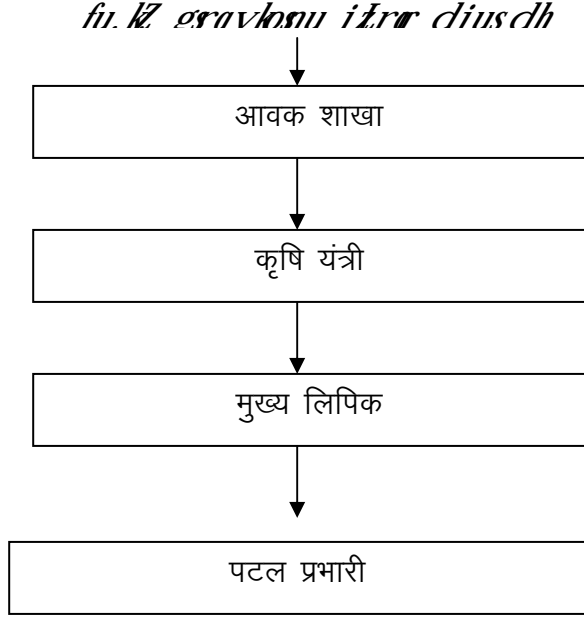 आवक शाखा
कृषि यंत्री
मुख्य लिपिक
पटल प्रभारी